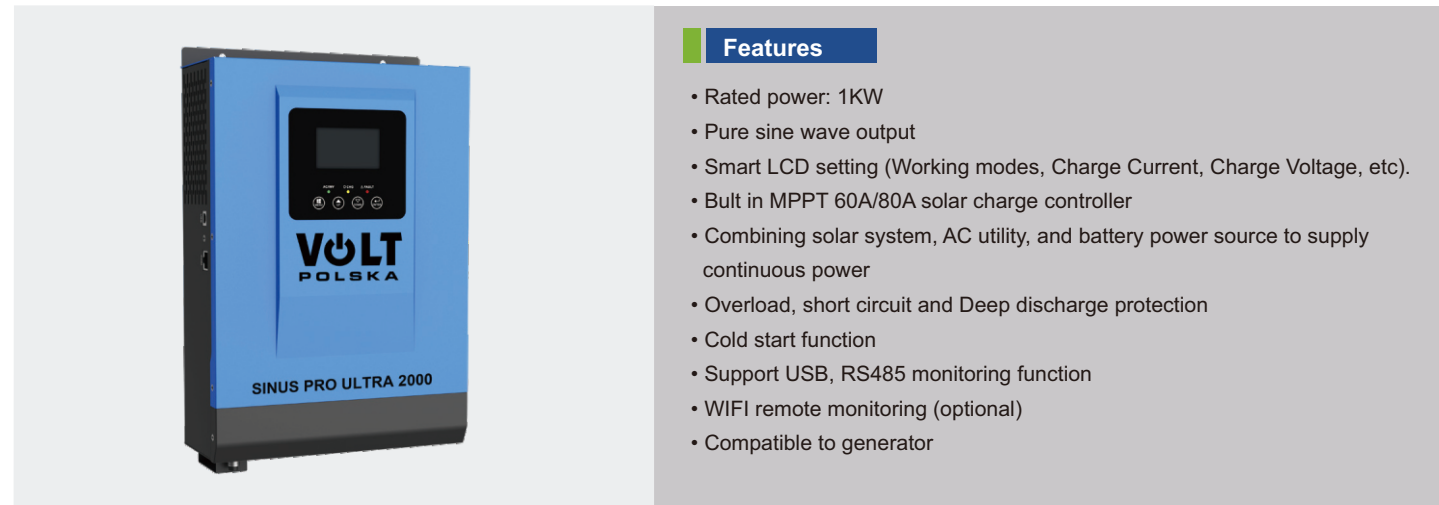 VOLT
POLSKA
SINUS PRO ULTRA 2000
Features
• Rated power: 1KW
• Pure sine wave output
• Smart LCD setting (Working modes, Charge Current, Charge Voltage, etc).
• Bult in MPPT 60A/80A solar charge controller
• Combining solar system, AC utility, and battery power source to supply
continuous power
• Overload, short circuit and Deep discharge protection
• Cold start function
• Support USB, RS485 monitoring function
• WIFI remote monitoring (optional)
• Compatible to generator